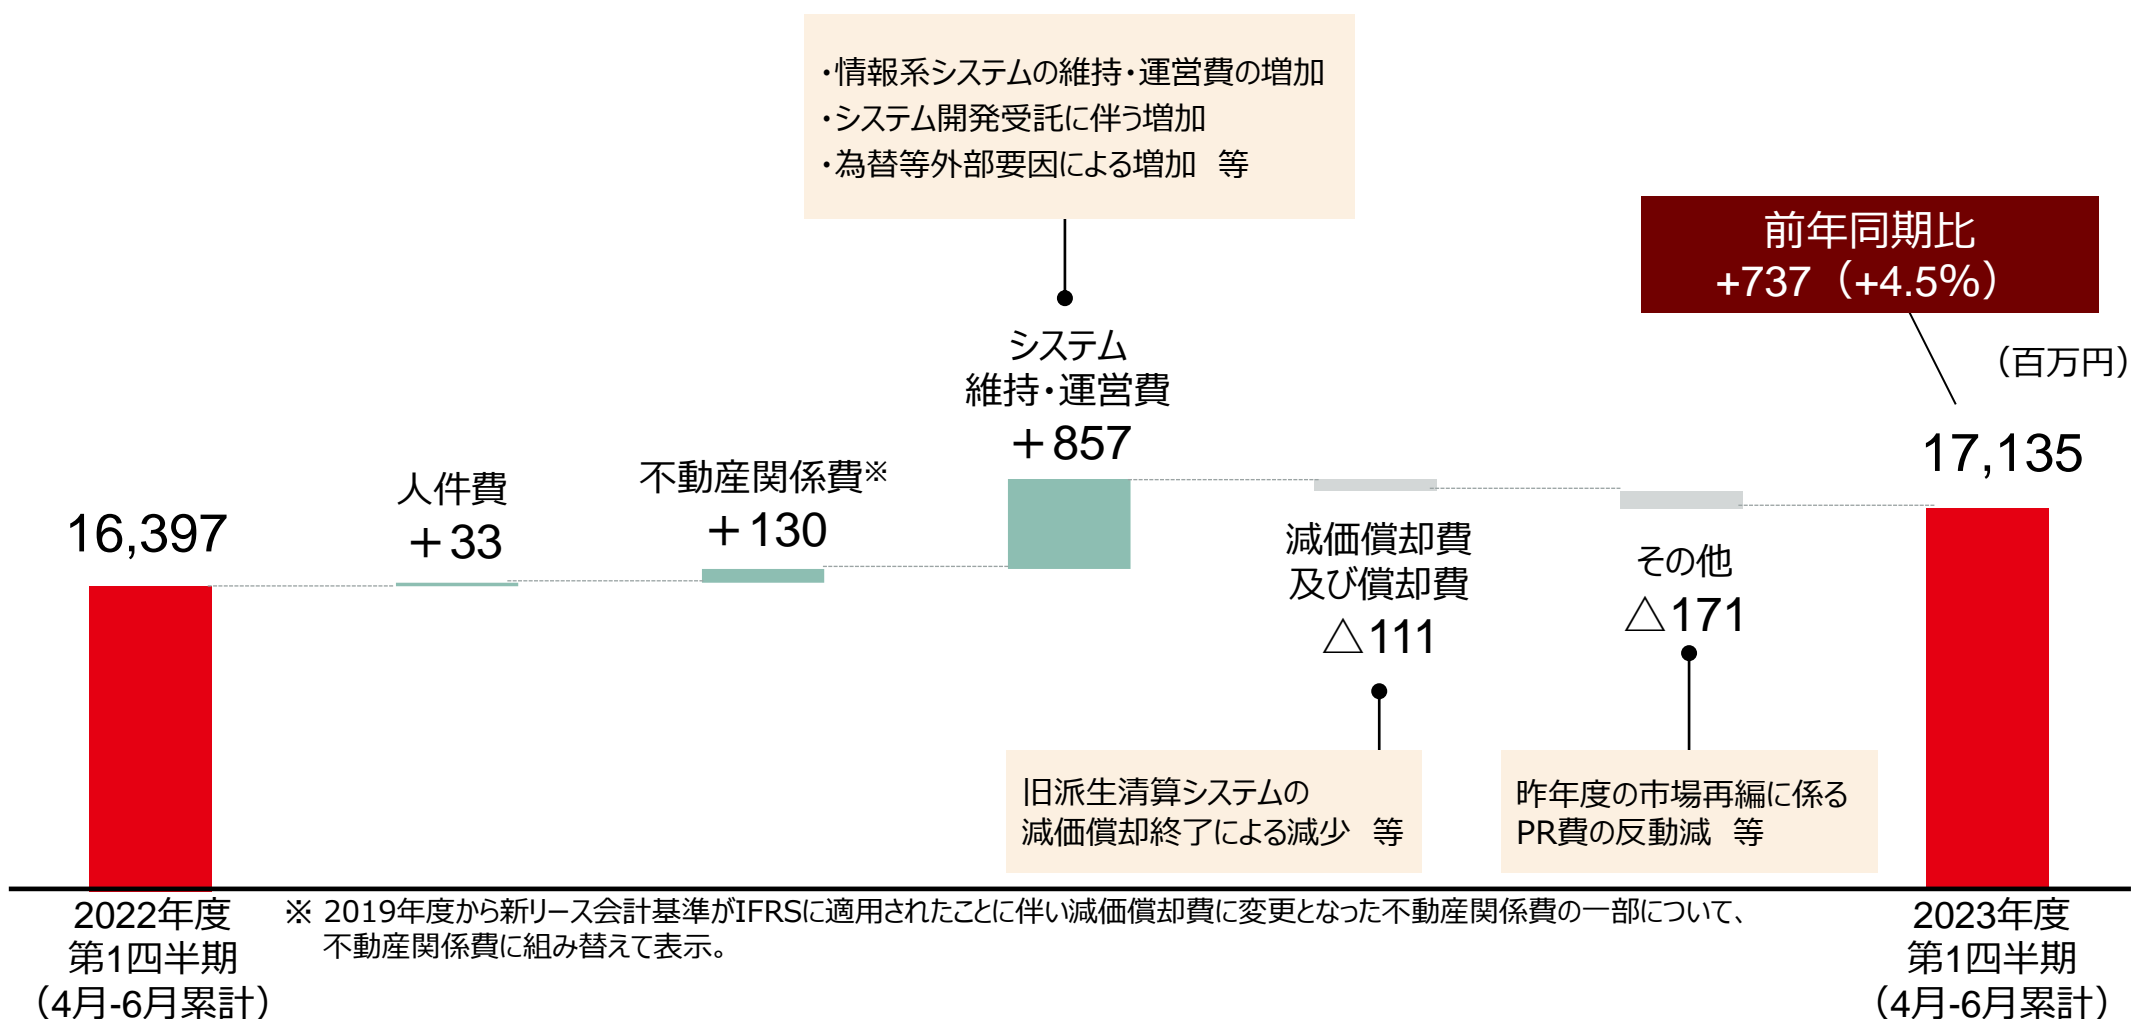 ・情報系システムの維持・運営費の増加
・システム開発受託に伴う増加
・為替等外部要因による増加　等
前年同期比
+737（+4.5%）
（百万円）
16,397
人件費
＋33
不動産関係費※
＋130
システム
維持・運営費
＋857
減価償却費
及び償却費
△111
その他
△171
17,135
旧派生清算システムの
減価償却終了による減少　等
昨年度の市場再編に係る
PR費の反動減　等
2022年度
第1四半期
（4月-6月累計）
※ 2019年度から新リース会計基準がIFRSに適用されたことに伴い減価償却費に変更となった不動産関係費の一部について、
不動産関係費に組み替えて表示。
2023年度
第1四半期
（4月-6月累計）